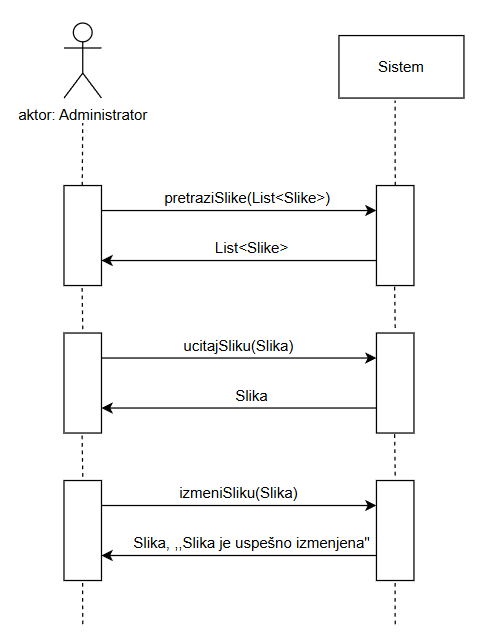 Sistem
aktor: Administrator
pretraziSlike(List<Slike>)
List<Slike>
ucitajSliku(Slika)
Slika
izmeniSliku(Slika)
Slika, ,,Slika je uspešno izmenjena"